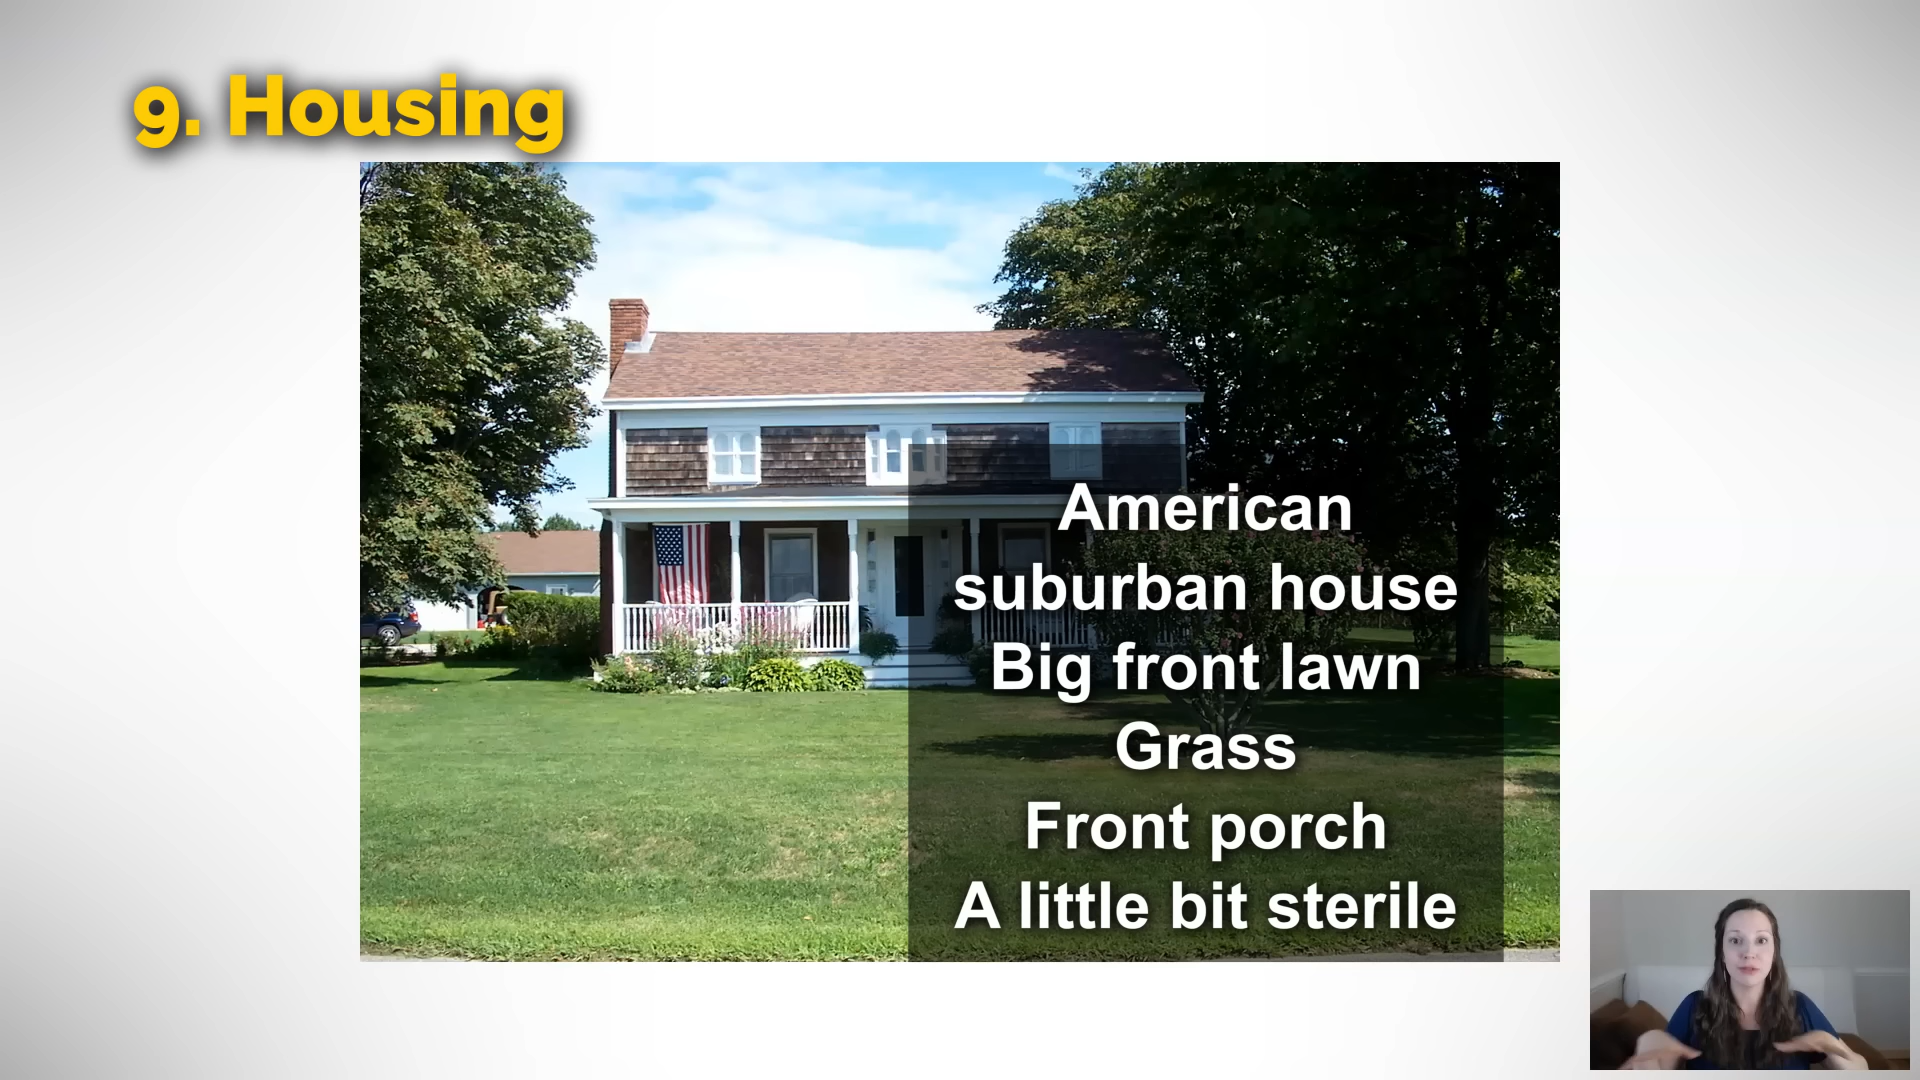 9. Housing
American
suburban house
Big front lawn
Grass
Front porch
A little bit sterile